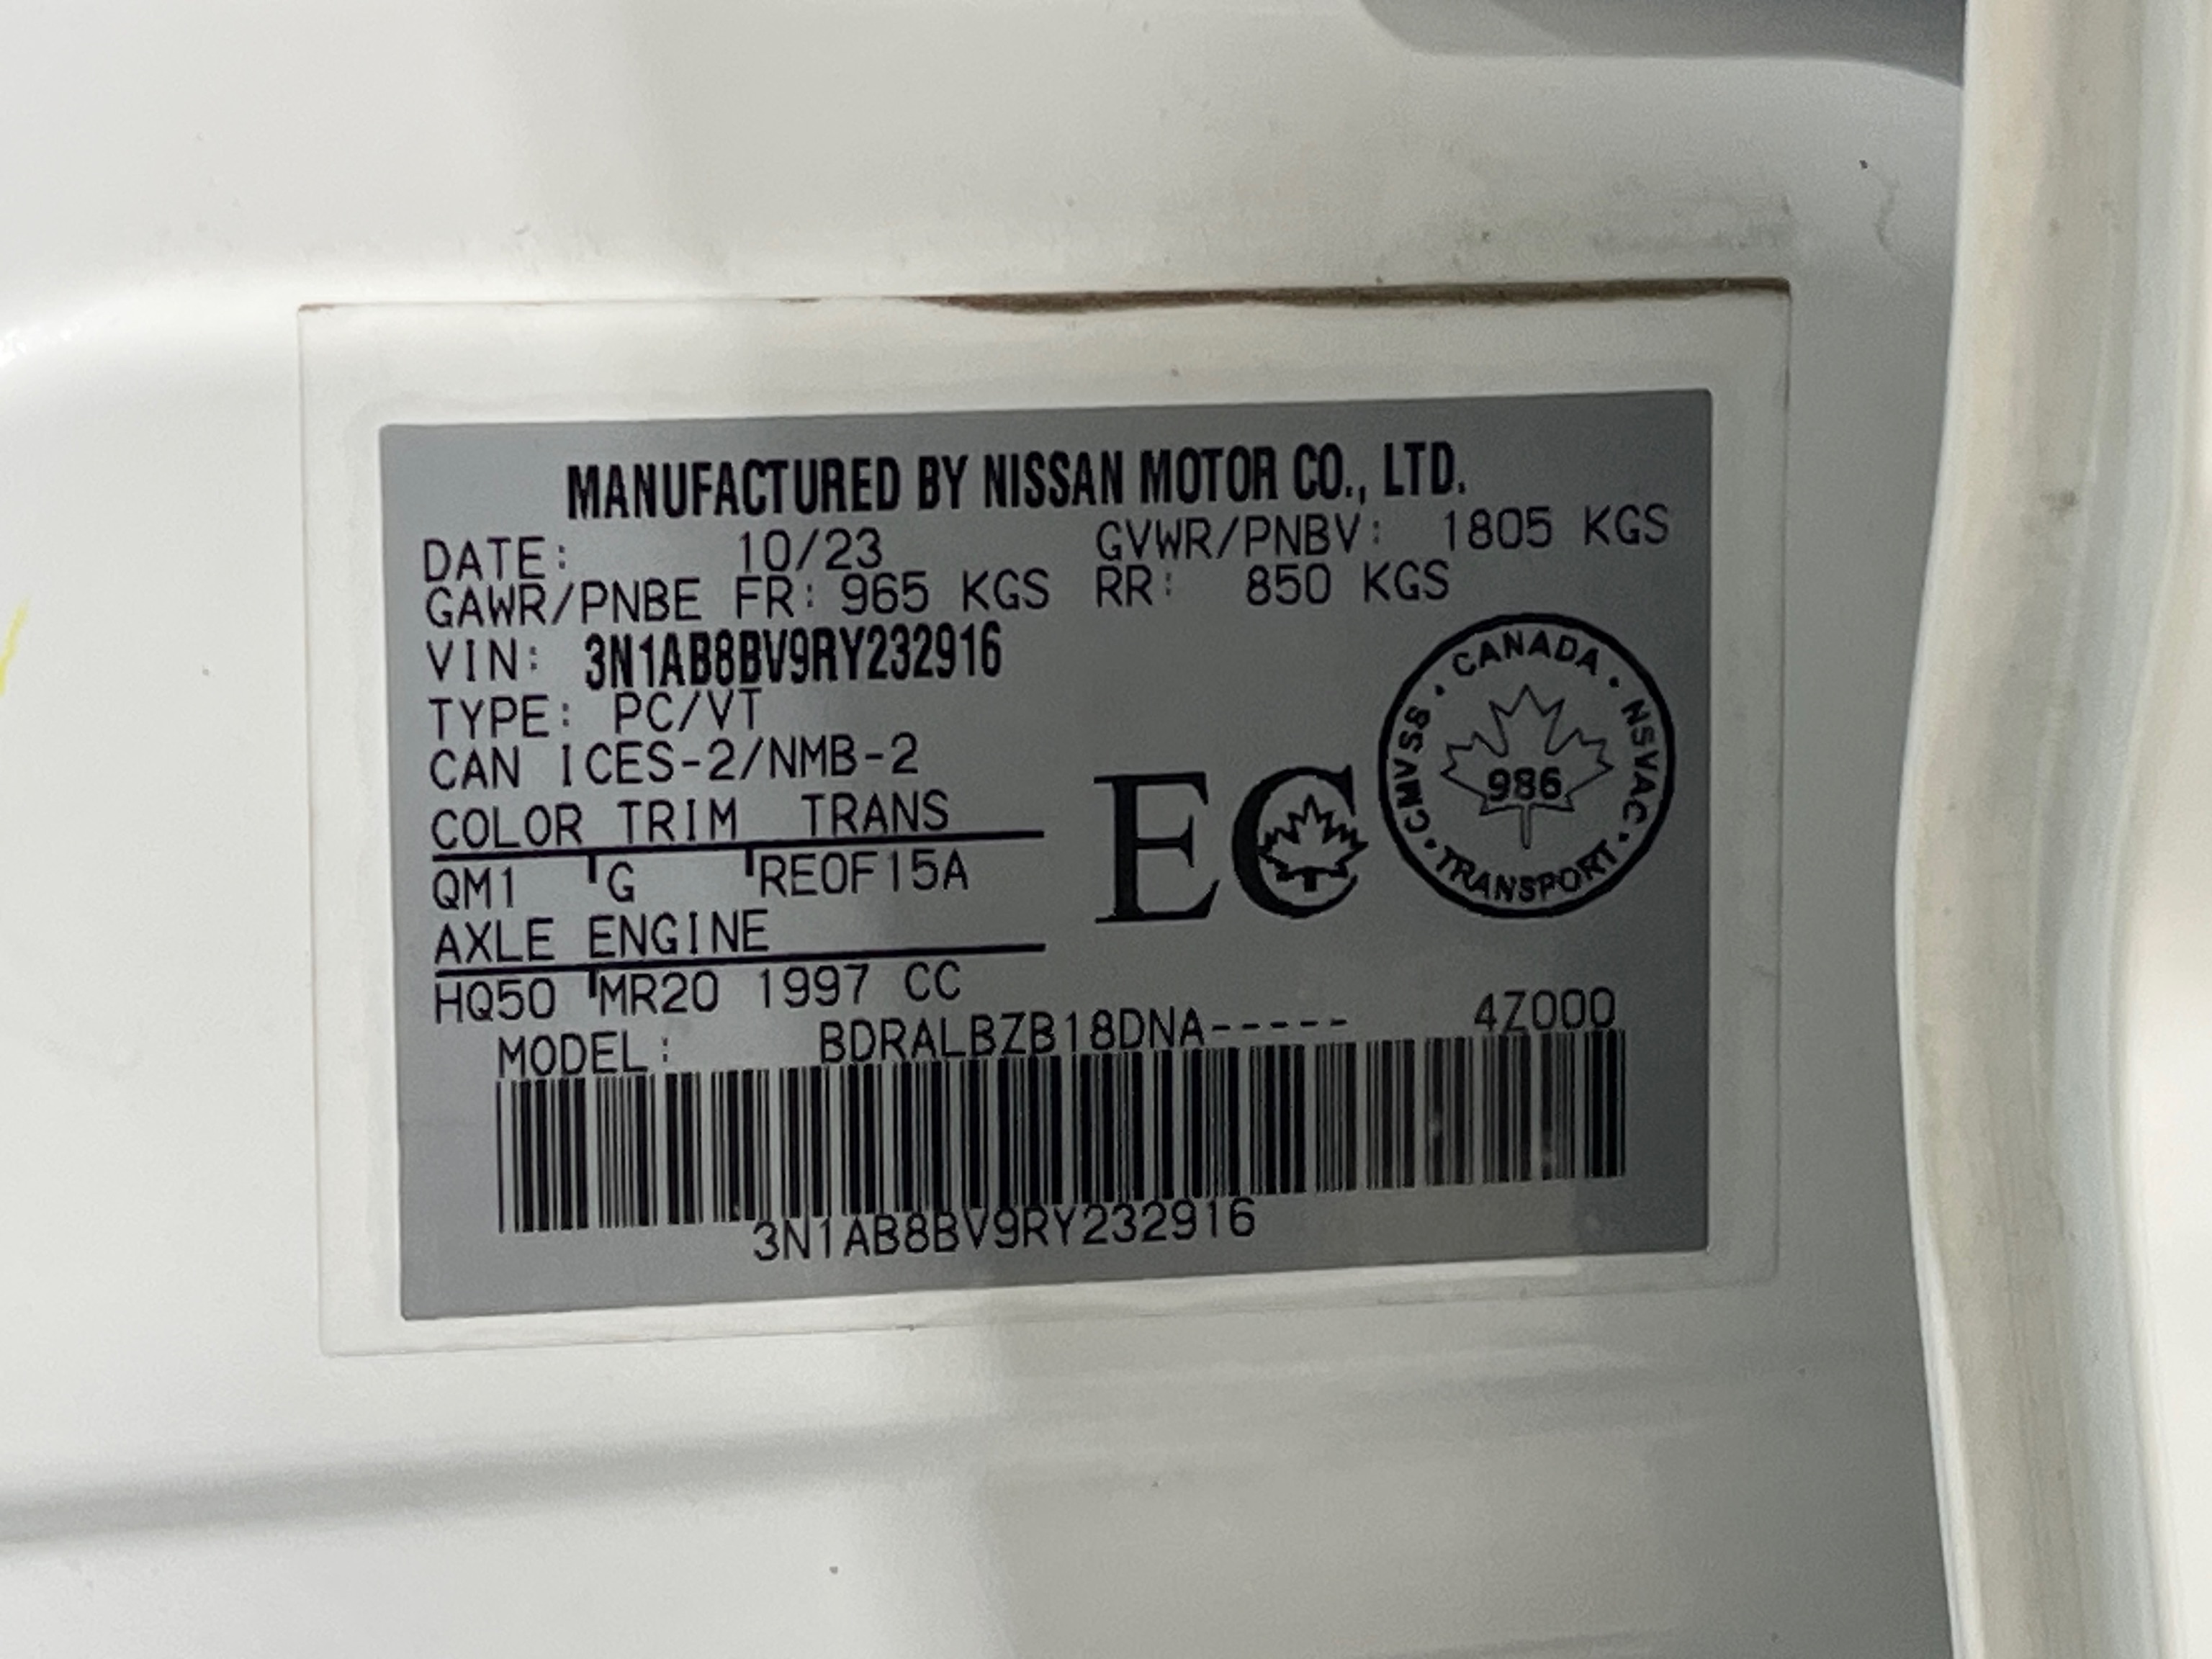 MANUFACTURED BY NISSAN MOTOR CO., LTD.
DATE: 10/23 GVWR/PNBV: 1805 KGS
GAWR/PNBE FR: 965 KGS RR: 850 KGS
VIN: 3N1AB8BV9RY232916
TYPE: PC/VT
CAN ICES-2/NMB-2
COLOR TRIM TRANS
QM1 G RE0F15A
AXLE ENGINE
HQ50 MR20 1997 CC
EC
CANADA · NSVAC · TRANSPORT · CMVSS ·
986
MODEL: BDRALBZB18DNA----- 4Z000
3N1AB8BV9RY232916